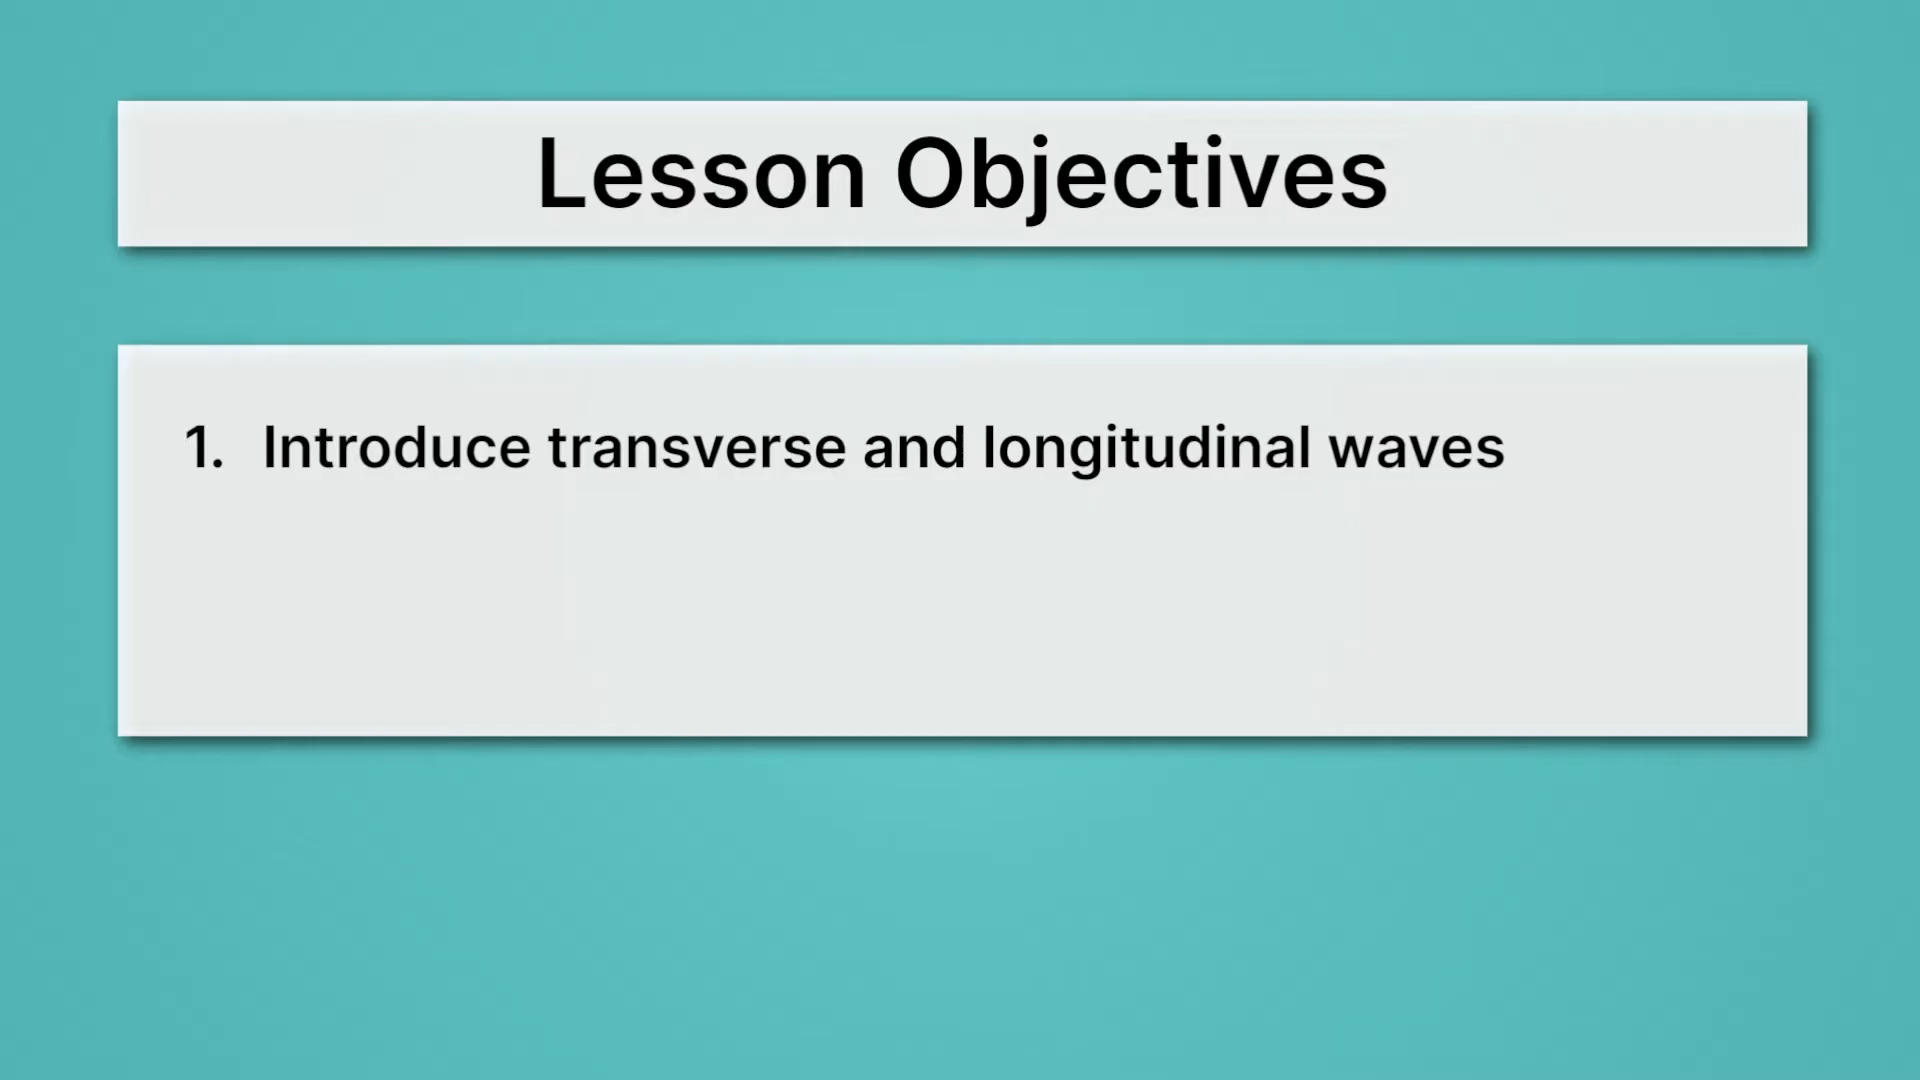 Lesson Objectives
1. Introduce transverse and longitudinal waves